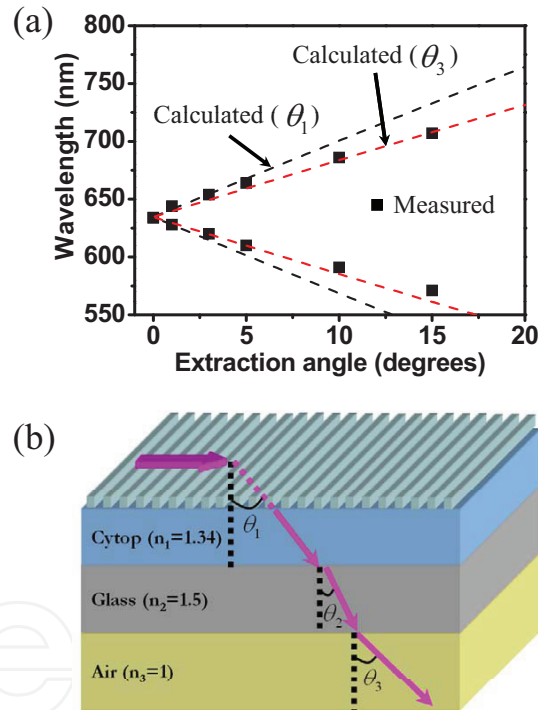 (a)
800
750
700
650
600
550
Wavelength (nm)
Calculated (θ3)
Calculated (θ1)
Measured
0 5 10 15 20
Extraction angle (degrees)
(b)
θ1
Cytop (n1=1.34)
Glass (n2=1.5)
θ2
Air (n3=1)
θ3